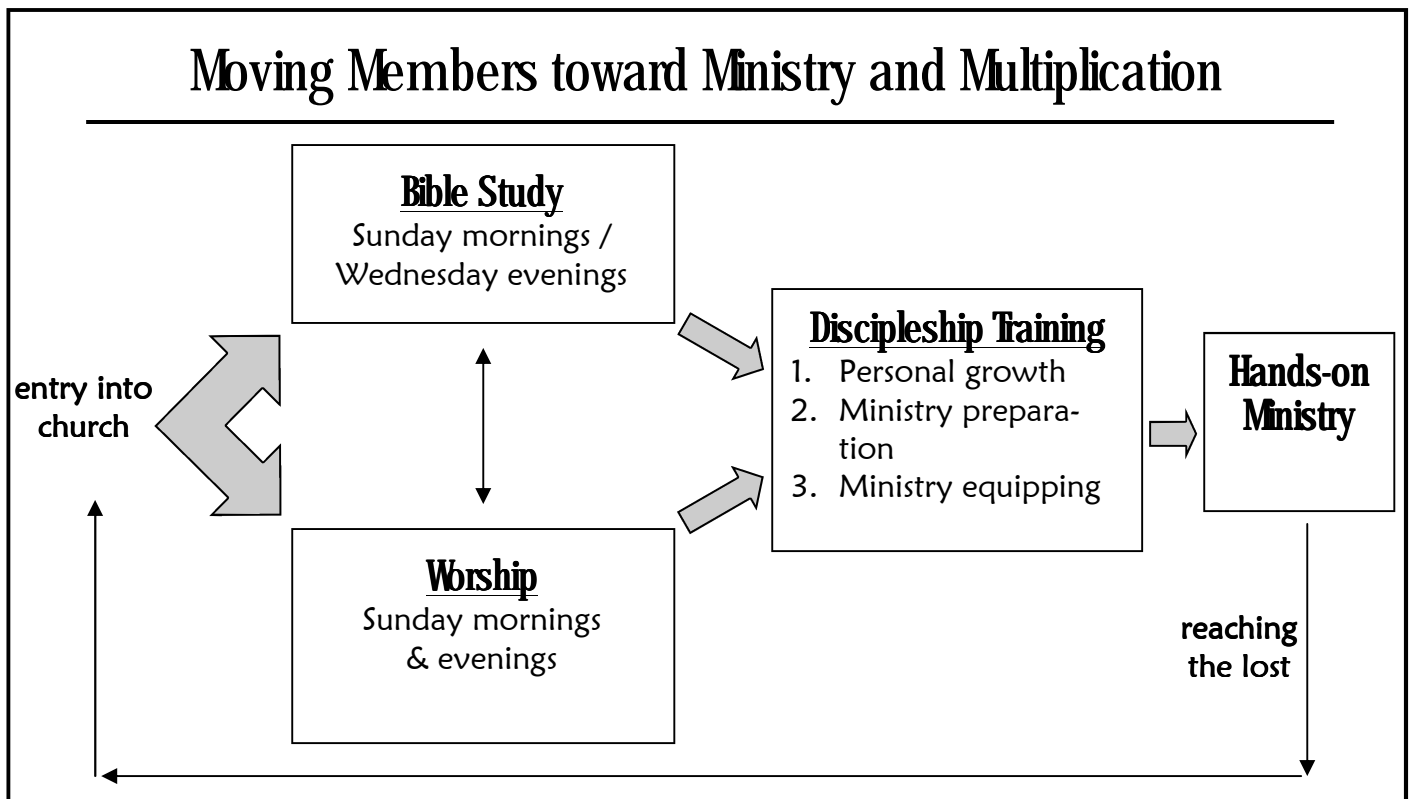 Moving Members toward Ministry and Multiplication
entry into
church
Bible Study
Sunday mornings /
Wednesday evenings
Worship
Sunday mornings
& evenings
Discipleship Training
1. Personal growth
2. Ministry prepara-
tion
3. Ministry equipping
Hands-on
Ministry
reaching
the lost